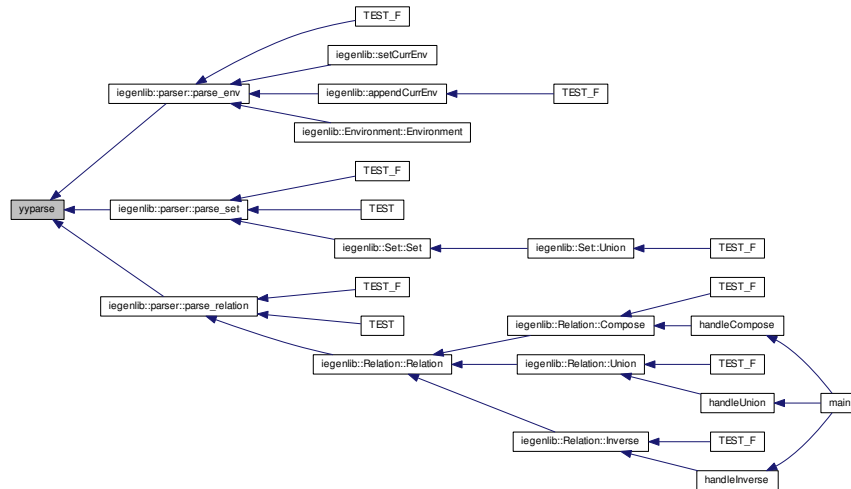 TEST_F
iegenlib::setCurrEnv
iegenlib::parser::parse_env
iegenlib::appendCurrEnv
TEST_F
iegenlib::Environment::Environment
TEST_F
yyparse
iegenlib::parser::parse_set
TEST
iegenlib::Set::Set
iegenlib::Set::Union
TEST_F
TEST_F
TEST_F
iegenlib::parser::parse_relation
TEST
iegenlib::Relation::Compose
handleCompose
iegenlib::Relation::Relation
iegenlib::Relation::Union
TEST_F
handleUnion
main
iegenlib::Relation::Inverse
TEST_F
handleInverse